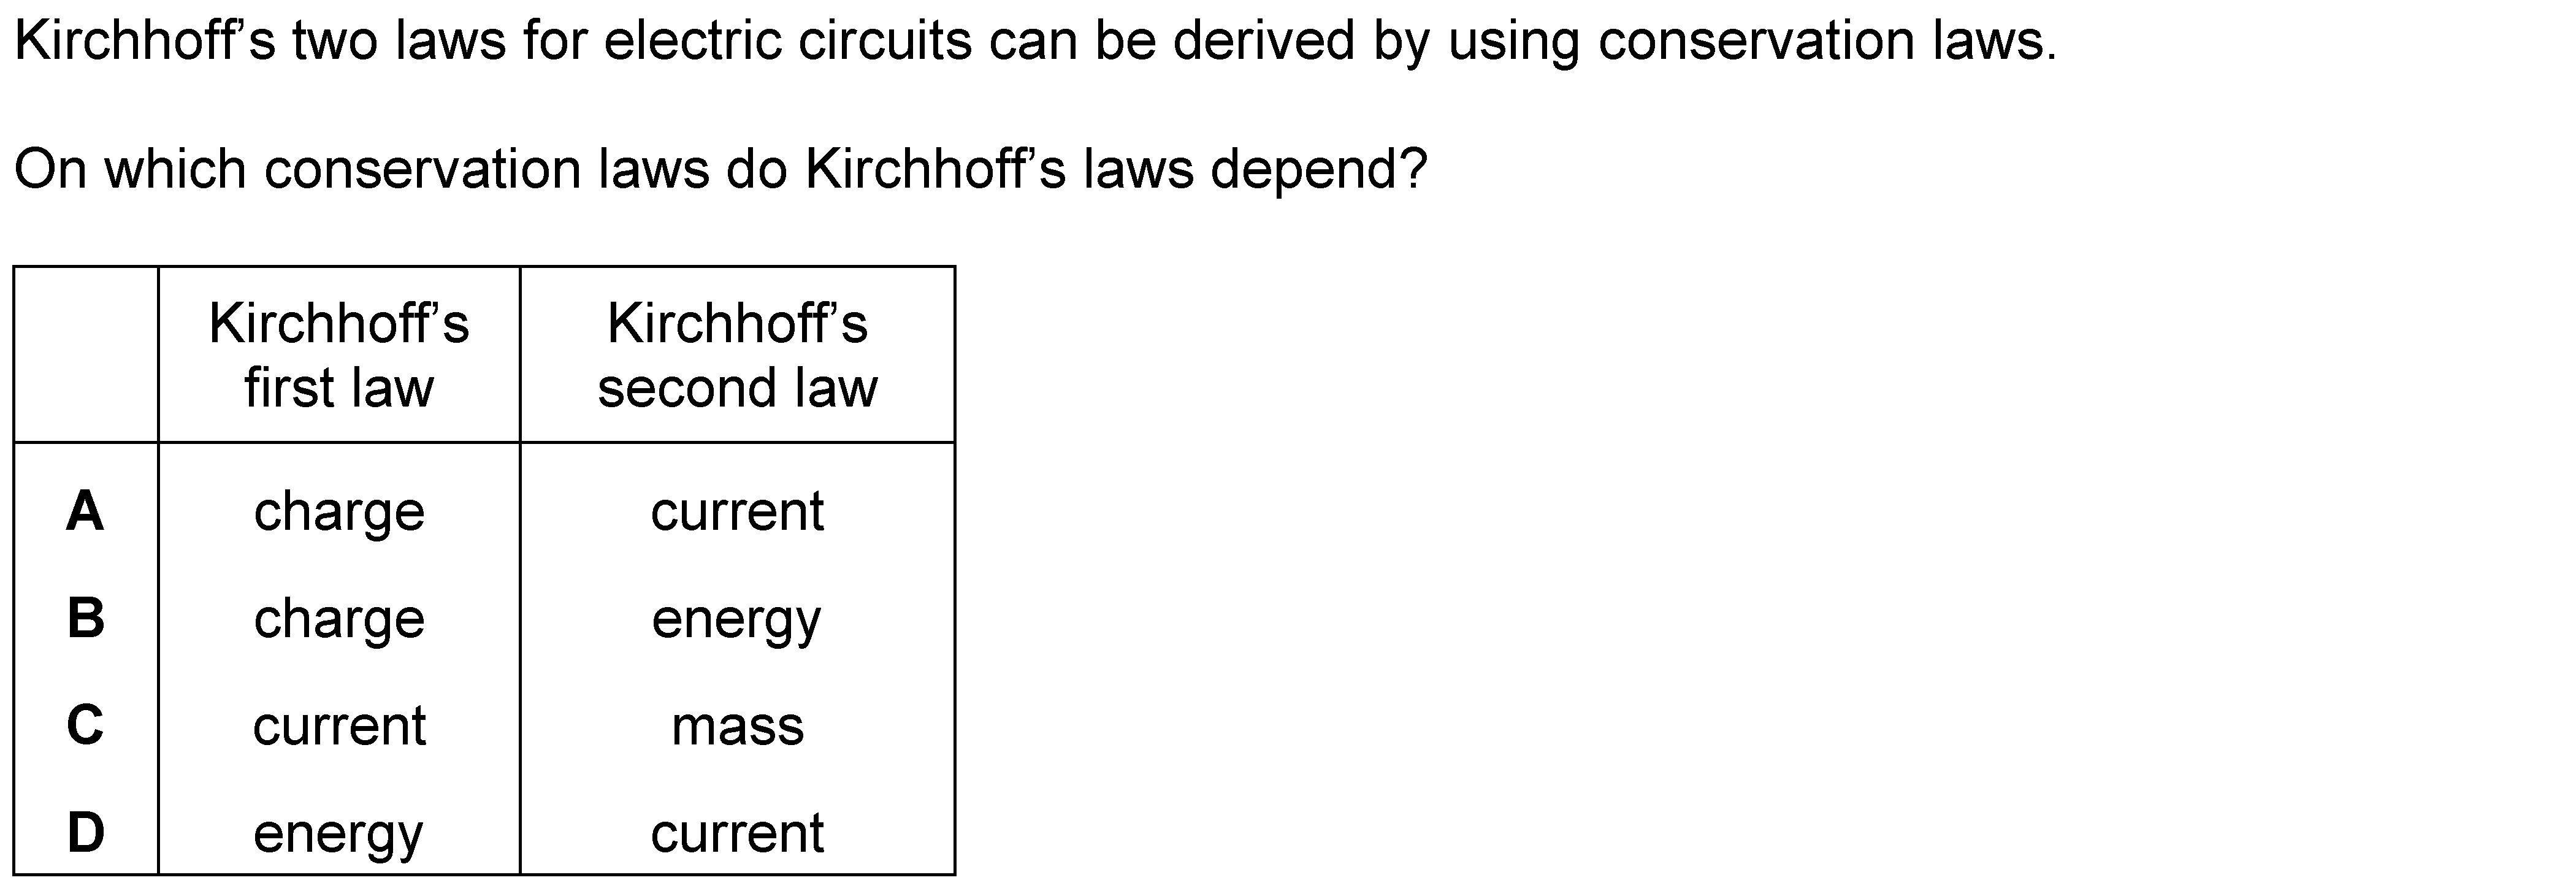 Kirchhoff’s two laws for electric circuits can be derived by using conservation laws.
On which conservation laws do Kirchhoff’s laws depend?
Kirchhoff’s first law Kirchhoff’s second law
A charge current
B charge energy
C current mass
D energy current